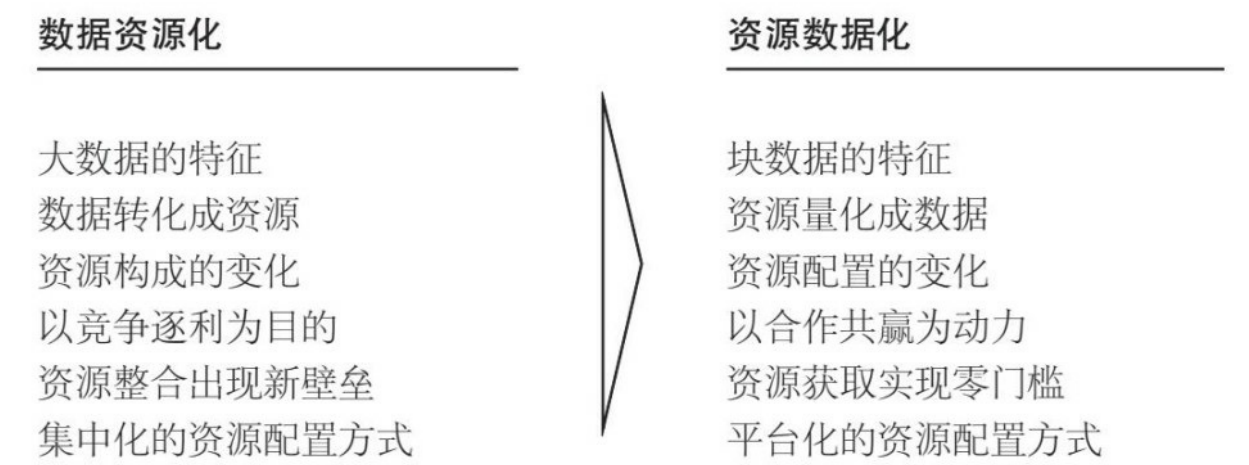 数据资源化
大数据的特征
数据转化成资源
资源构成的变化
以竞争逐利为目的
资源整合出现新壁垒
集中化的资源配置方式
资源数据化
块数据的特征
资源量化成数据
资源配置的变化
以合作共赢为动力
资源获取实现零门槛
平台化的资源配置方式